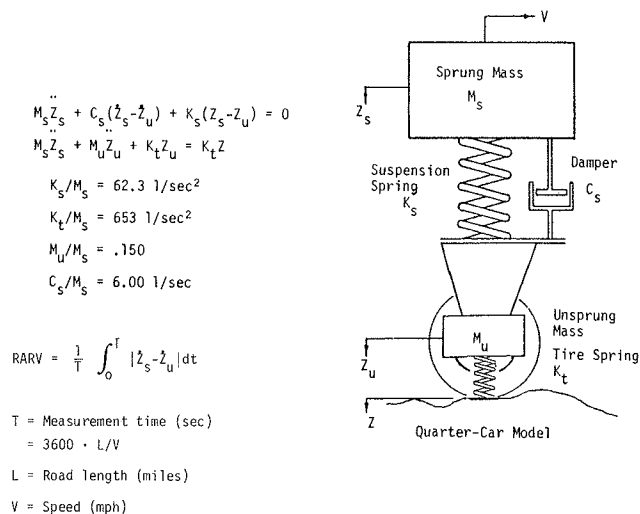 M_s Z̈_s + C_s(Ż_s-Ż_u) + K_s(Z_s-Z_u) = 0
M_s Z̈_s + M_u Z̈_u + K_t Z_u = K_t Z
K_s/M_s = 62.3 1/sec²
K_t/M_s = 653 1/sec²
M_u/M_s = .150
C_s/M_s = 6.00 1/sec
RARV = 1/T ∫₀ᵀ |Ż_s-Ż_u|dt
T = Measurement time (sec)
= 3600 · L/V
L = Road length (miles)
V = Speed (mph)
V
Sprung Mass
M_s
Z_s
Suspension
Spring
K_s
Damper
C_s
Unsprung
Mass
M_u
Z_u
Tire Spring
K_t
Z
Quarter-Car Model